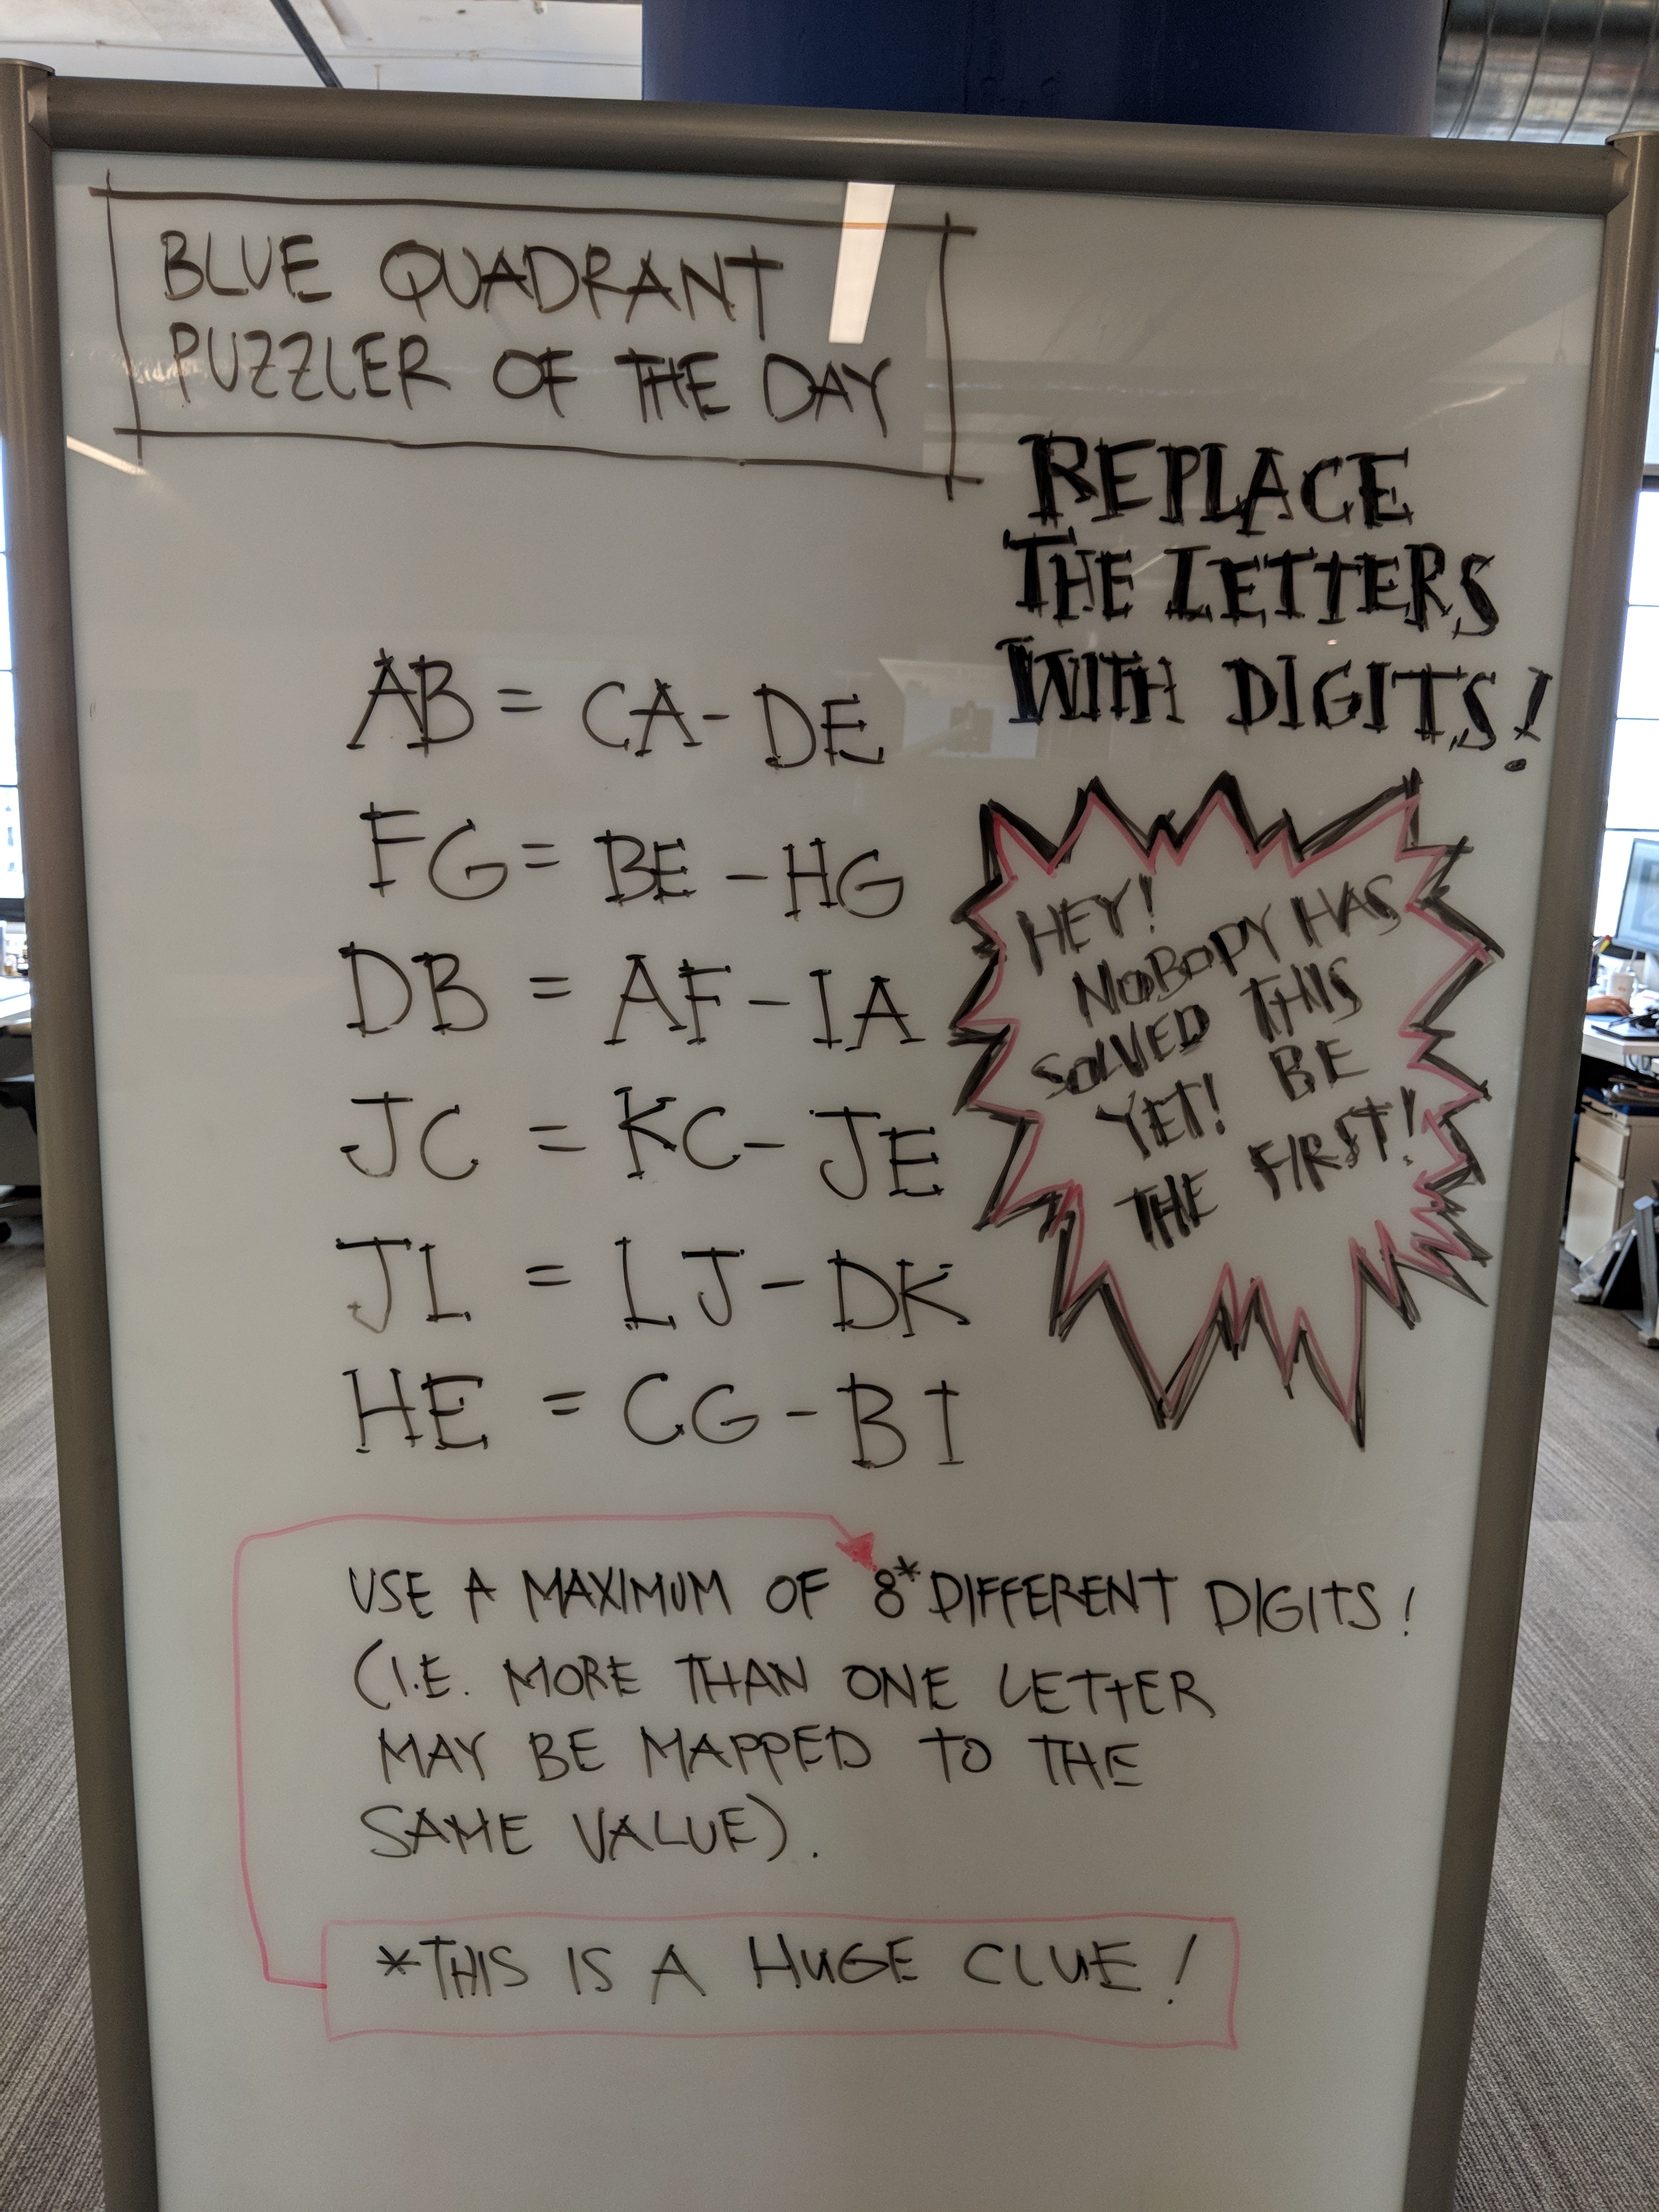 BLUE QUADRANT
PUZZLER OF THE DAY
REPLACE
THE LETTERS
WITH DIGITS!
AB = CA - DE
FG = BE - HG
DB = AF - IA
JC = KC - JE
JL = LJ - DK
HE = CG - BI
HEY!
NOBODY HAS
SOLVED THIS
YET! BE
THE FIRST!
USE A MAXIMUM OF 8* DIFFERENT DIGITS!
(I.E. MORE THAN ONE LETTER
MAY BE MAPPED TO THE
SAME VALUE).
*THIS IS A HUGE CLUE!